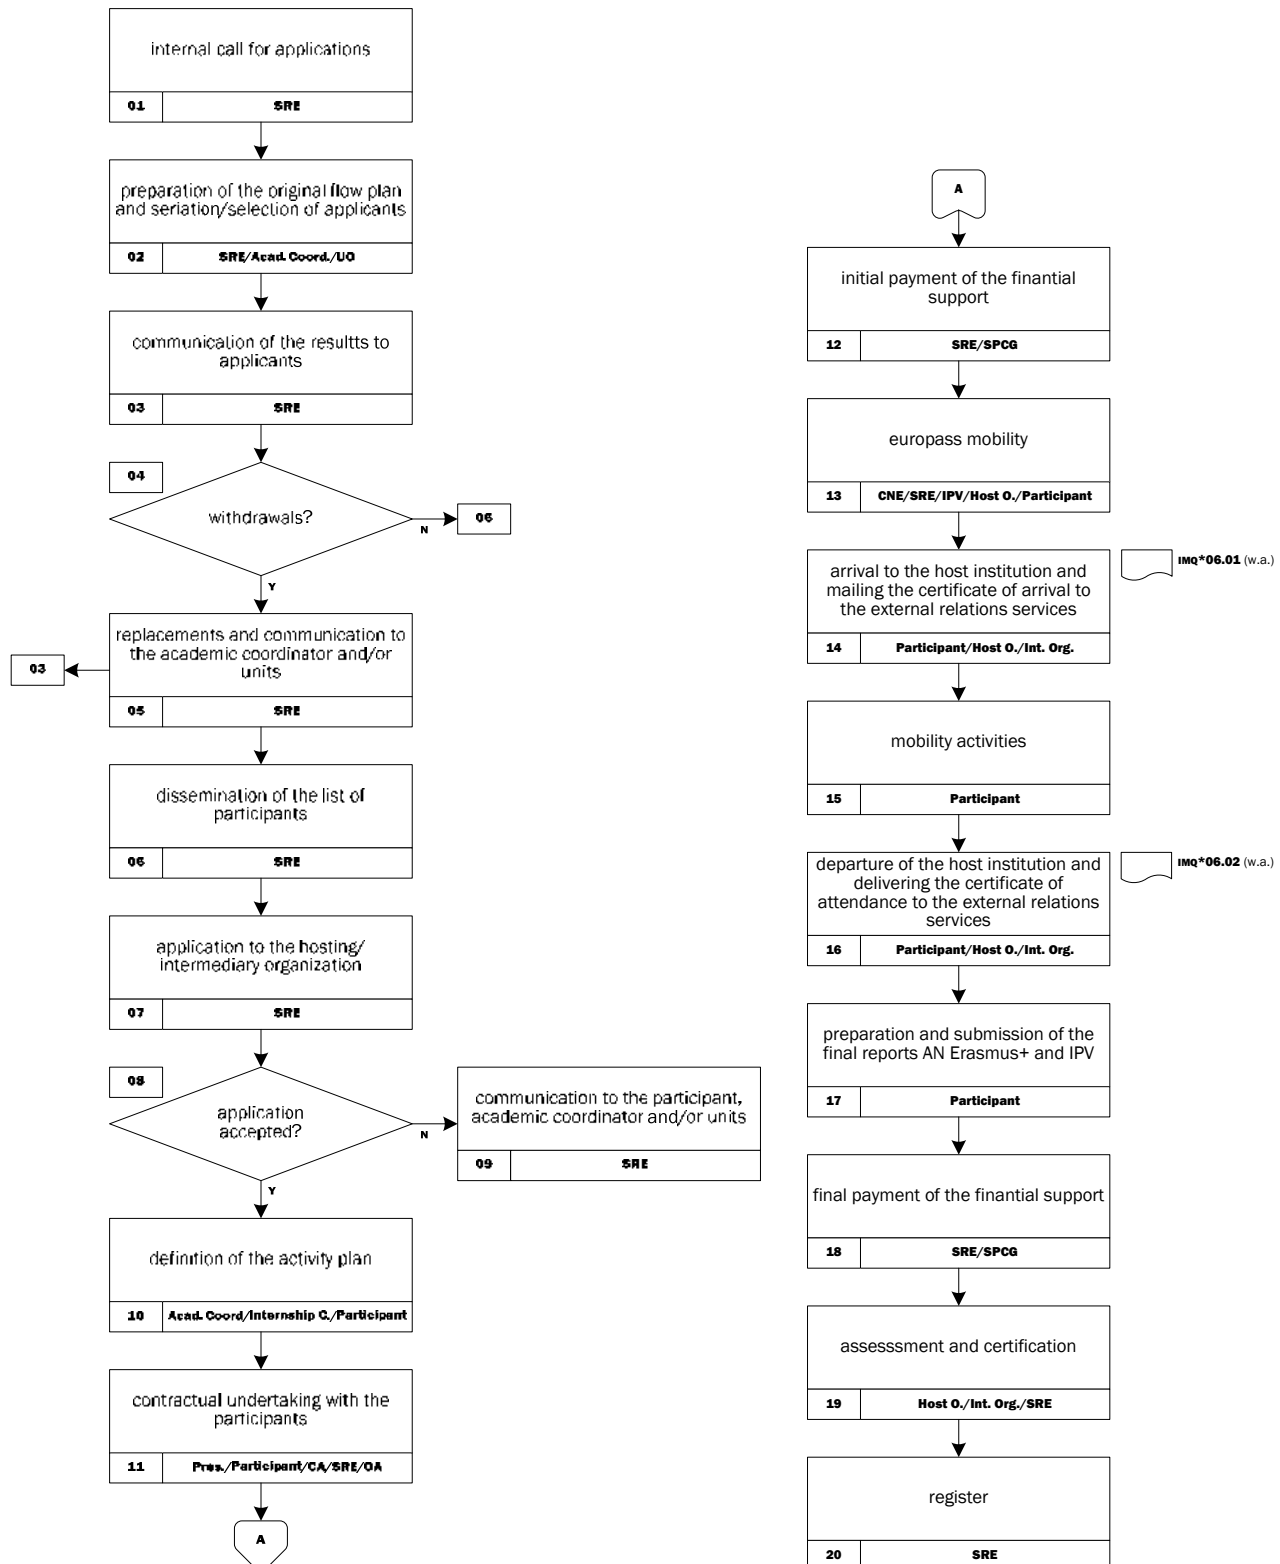 internal call for applications
01 SRE
preparation of the original flow plan
and seriation/selection of applicants
02 SRE/Acad. Coord./UO
communication of the resultts to
applicants
03 SRE
04
withdrawals?
N
06
Y
replacements and communication to
the academic coordinator and/or
units
03
05 SRE
dissemination of the list of
participants
06 SRE
application to the hosting/
intermediary organization
07 SRE
08
application
accepted?
N
communication to the participant,
academic coordinator and/or units
09 SRE
Y
definition of the activity plan
10 Acad. Coord/Internship C./Participant
contractual undertaking with the
participants
11 Pres./Participant/CA/SRE/OA
A
A
initial payment of the finantial
support
12 SRE/SPCG
europass mobility
13 CNE/SRE/IPV/Host O./Participant
arrival to the host institution and
mailing the certificate of arrival to
the external relations services
IMQ*06.01 (w.a.)
14 Participant/Host O./Int. Org.
mobility activities
15 Participant
departure of the host institution and
delivering the certificate of
attendance to the external relations
services
IMQ*06.02 (w.a.)
16 Participant/Host O./Int. Org.
preparation and submission of the
final reports AN Erasmus+ and IPV
17 Participant
final payment of the finantial support
18 SRE/SPCG
assesssment and certification
19 Host O./Int. Org./SRE
register
20 SRE